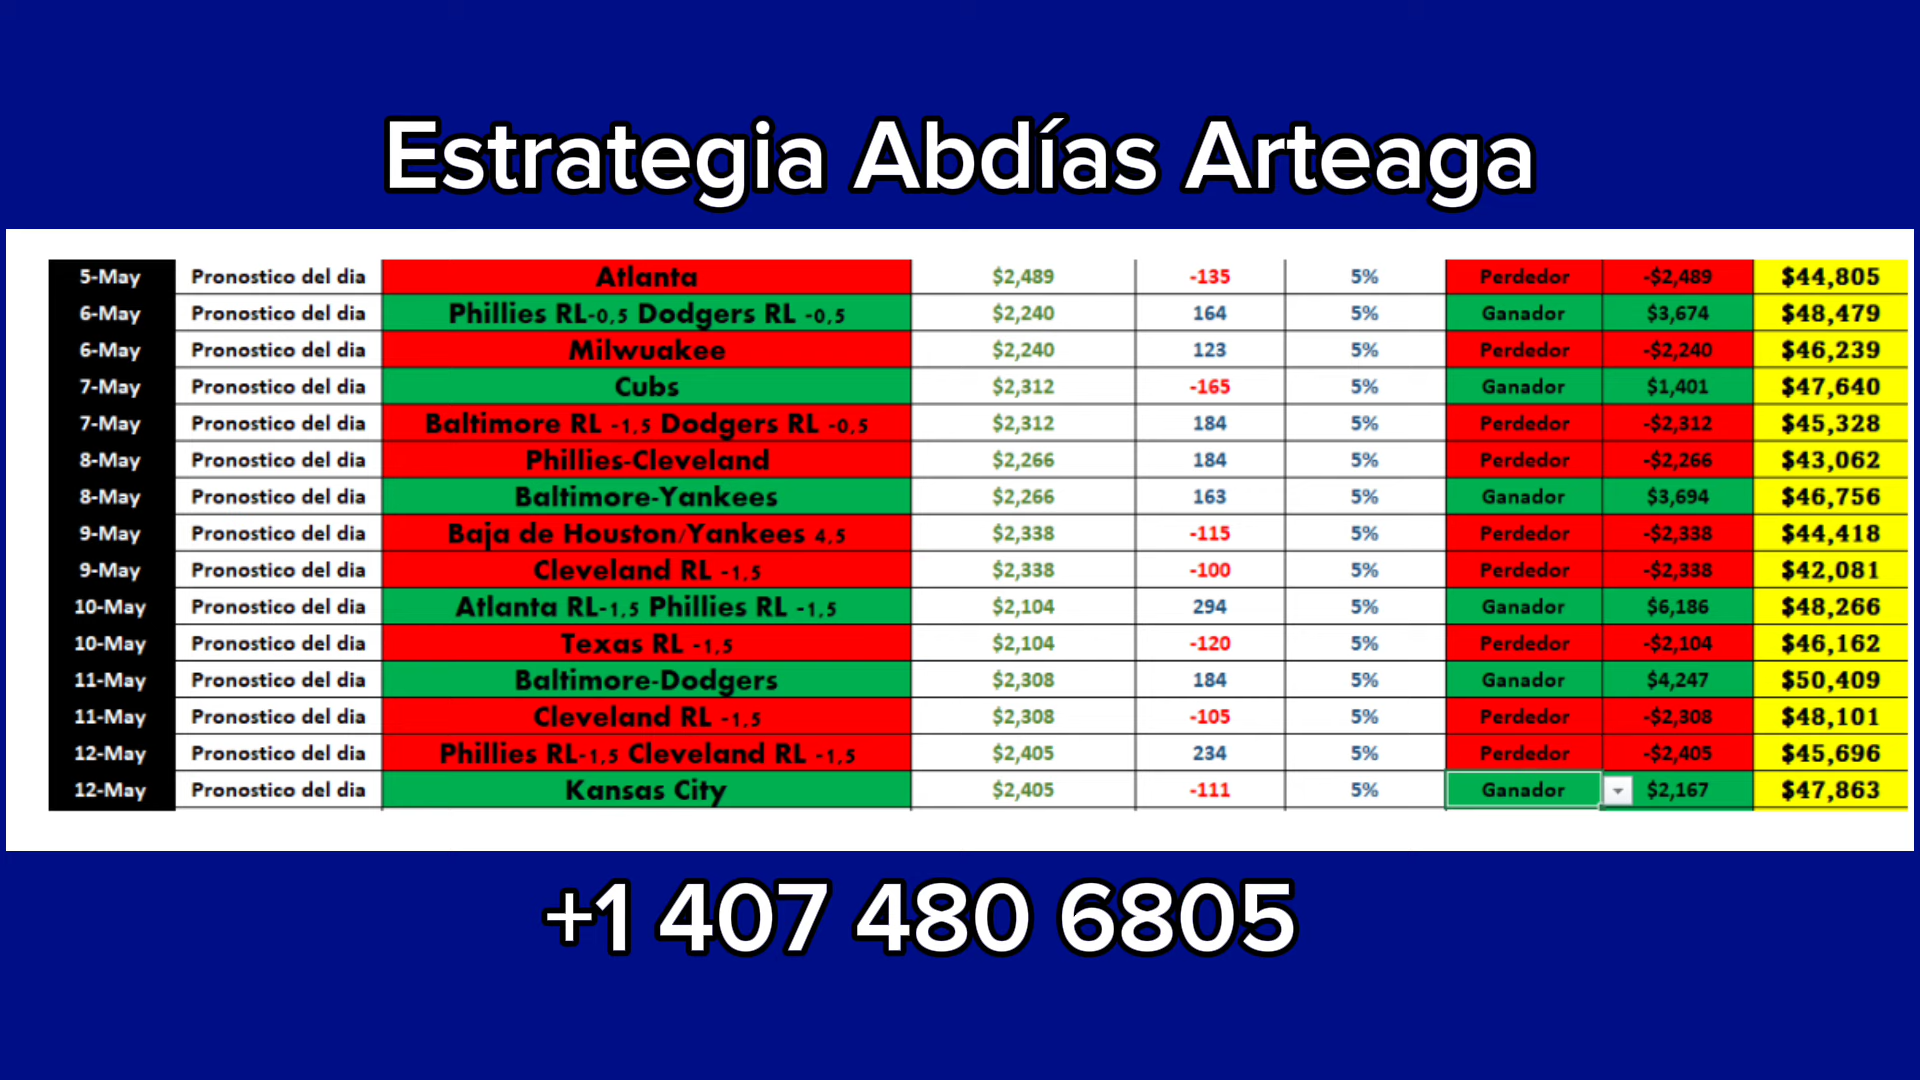 Estrategia Abdías Arteaga
5-May Pronostico del dia Atlanta $2,489 -135 5% Perdedor -$2,489 $44,805
6-May Pronostico del dia Phillies RL-0,5 Dodgers RL -0,5 $2,240 164 5% Ganador $3,674 $48,479
6-May Pronostico del dia Milwuakee $2,240 123 5% Perdedor -$2,240 $46,239
7-May Pronostico del dia Cubs $2,312 -165 5% Ganador $1,401 $47,640
7-May Pronostico del dia Baltimore RL -1,5 Dodgers RL -0,5 $2,312 184 5% Perdedor -$2,312 $45,328
8-May Pronostico del dia Phillies-Cleveland $2,266 184 5% Perdedor -$2,266 $43,062
8-May Pronostico del dia Baltimore-Yankees $2,266 163 5% Ganador $3,694 $46,756
9-May Pronostico del dia Baja de Houston/Yankees 4,5 $2,338 -115 5% Perdedor -$2,338 $44,418
9-May Pronostico del dia Cleveland RL -1,5 $2,338 -100 5% Perdedor -$2,338 $42,081
10-May Pronostico del dia Atlanta RL-1,5 Phillies RL -1,5 $2,104 294 5% Ganador $6,186 $48,266
10-May Pronostico del dia Texas RL -1,5 $2,104 -120 5% Perdedor -$2,104 $46,162
11-May Pronostico del dia Baltimore-Dodgers $2,308 184 5% Ganador $4,247 $50,409
11-May Pronostico del dia Cleveland RL -1,5 $2,308 -105 5% Perdedor -$2,308 $48,101
12-May Pronostico del dia Phillies RL-1,5 Cleveland RL -1,5 $2,405 234 5% Perdedor -$2,405 $45,696
12-May Pronostico del dia Kansas City $2,405 -111 5% Ganador $2,167 $47,863
+1 407 480 6805